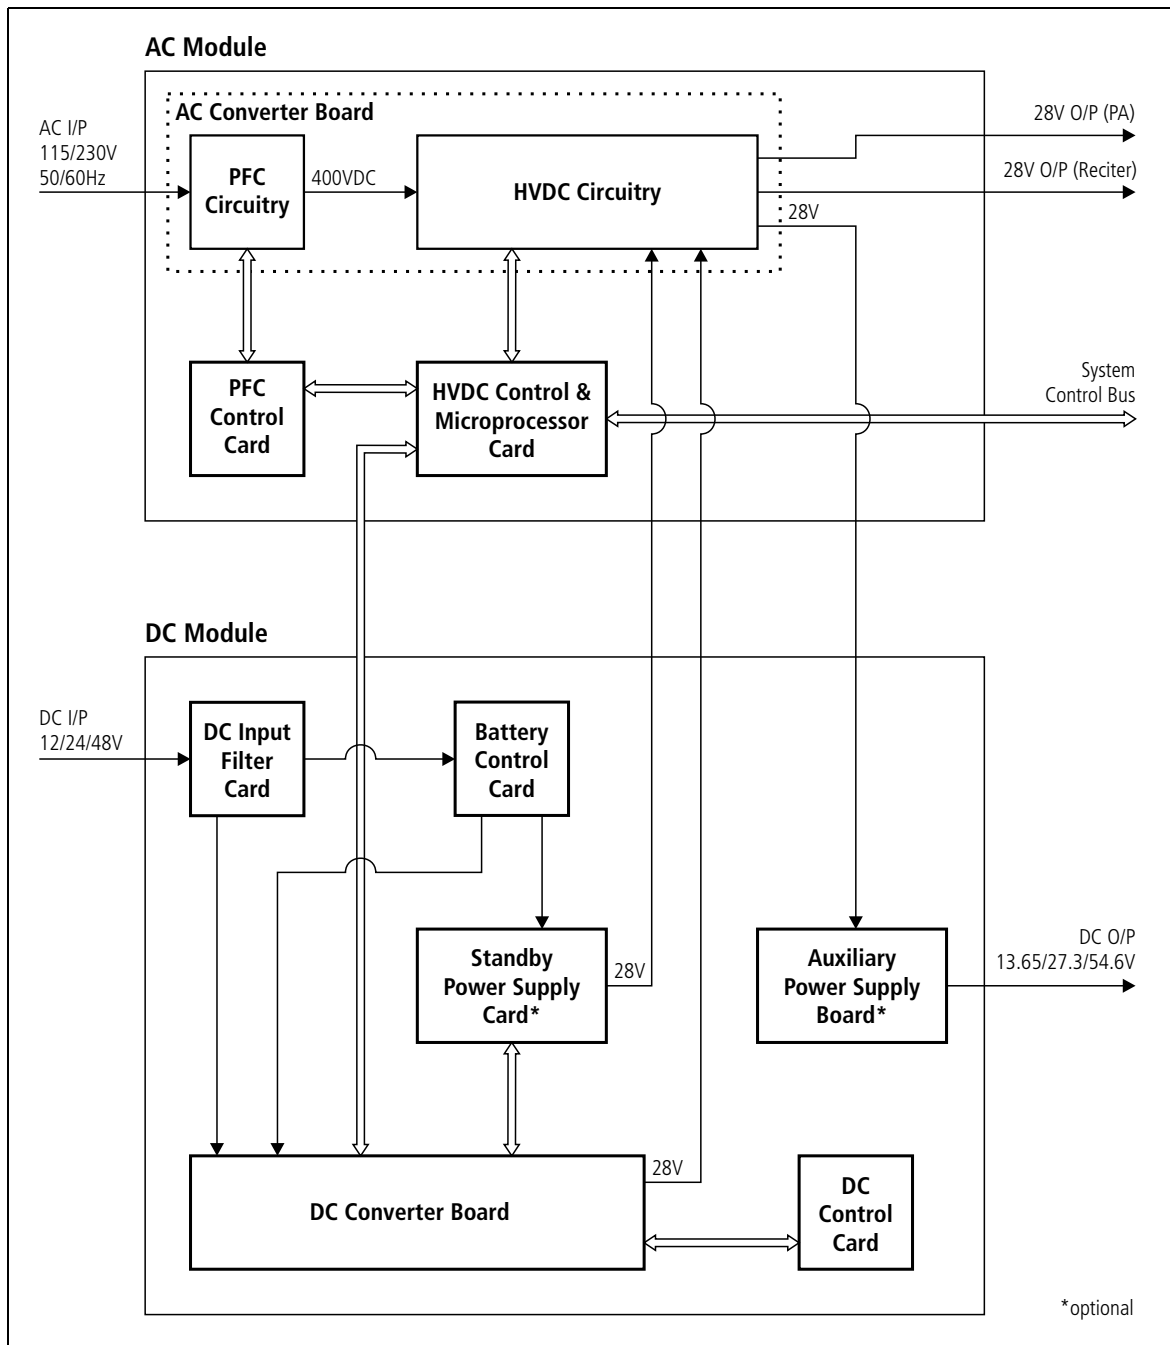 AC Module
AC Converter Board
AC I/P
115/230V
50/60Hz
PFC
Circuitry
400VDC
HVDC Circuitry
28V O/P (PA)
28V O/P (Reciter)
28V
PFC
Control
Card
HVDC Control &
Microprocessor
Card
System
Control Bus
DC Module
DC I/P
12/24/48V
DC Input
Filter
Card
Battery
Control
Card
Standby
Power Supply
Card*
28V
Auxiliary
Power Supply
Board*
DC O/P
13.65/27.3/54.6V
DC Converter Board
28V
DC
Control
Card
*optional